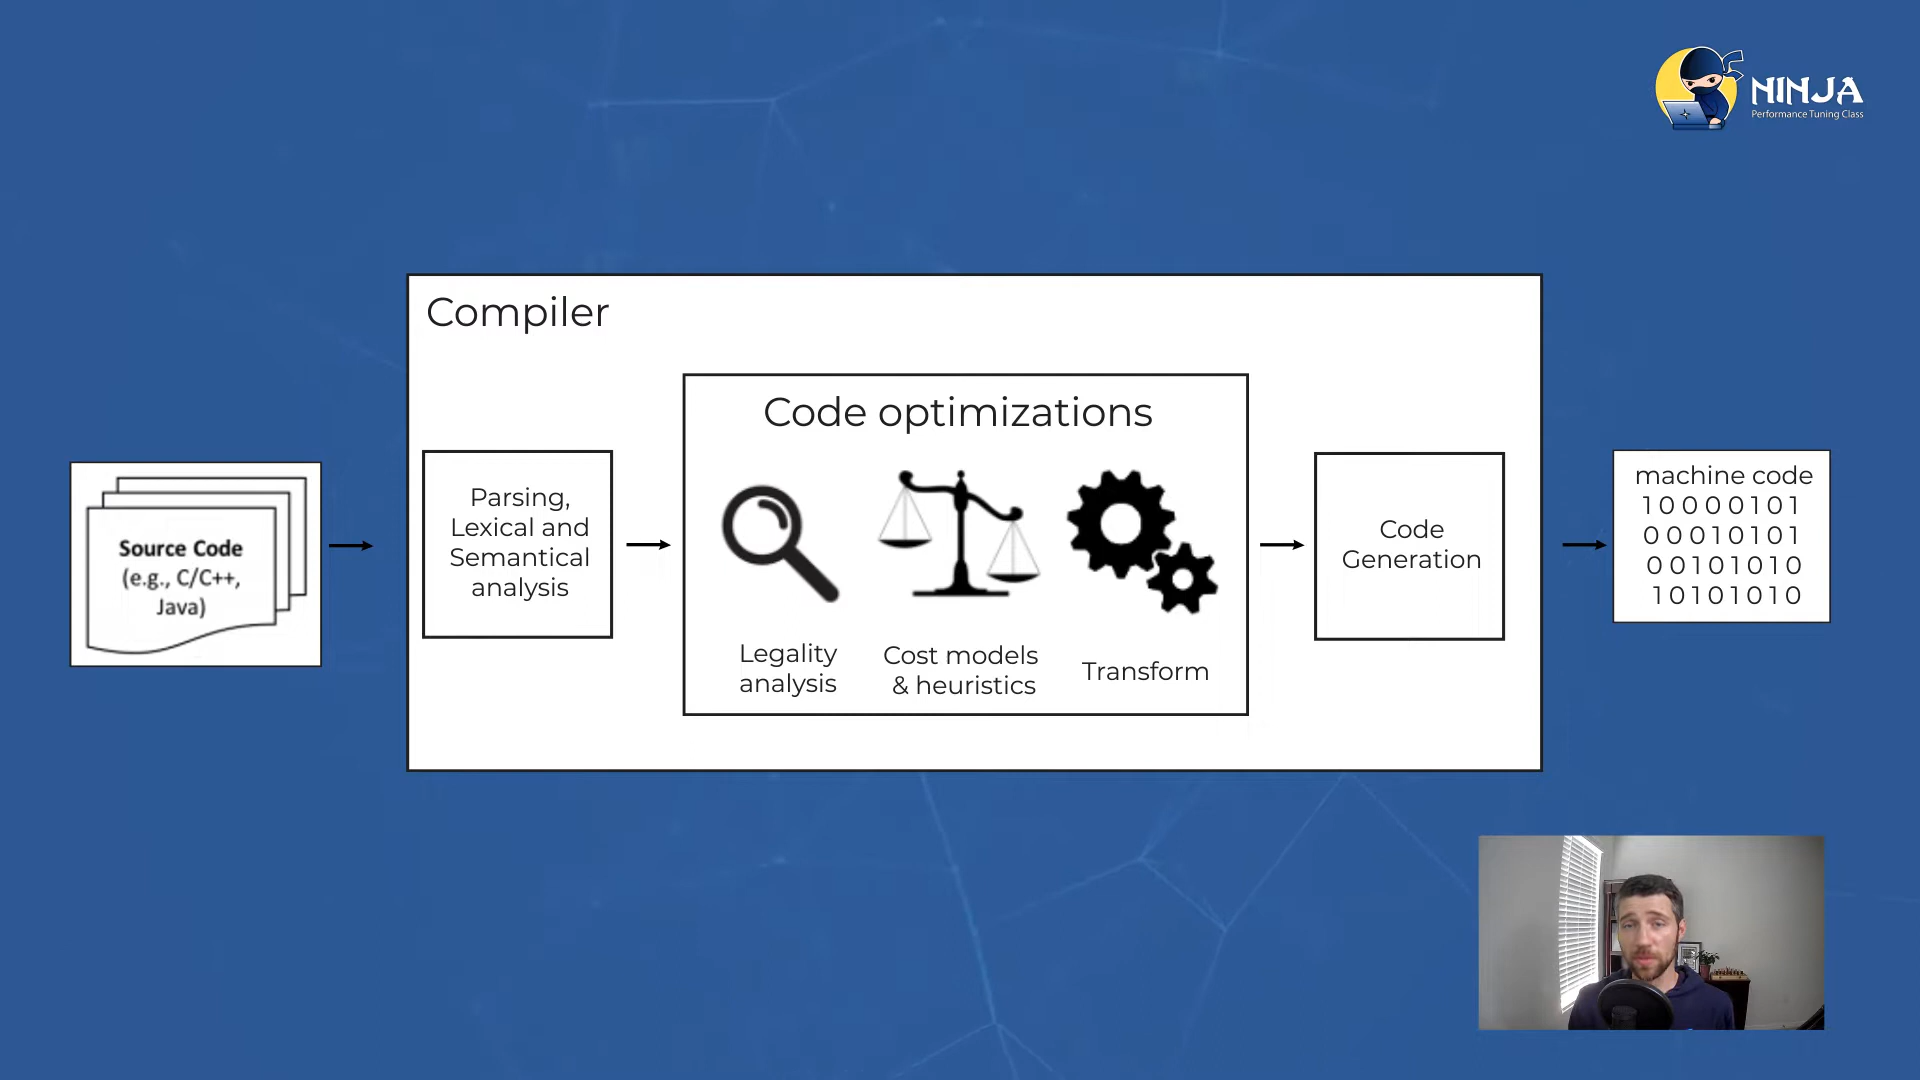 NINJA
Performance Tuning Class
Compiler
Code optimizations
Source Code
(e.g., C/C++,
Java)
Parsing,
Lexical and
Semantical
analysis
Legality
analysis
Cost models
& heuristics
Transform
Code
Generation
machine code
10000101
00010101
00101010
10101010